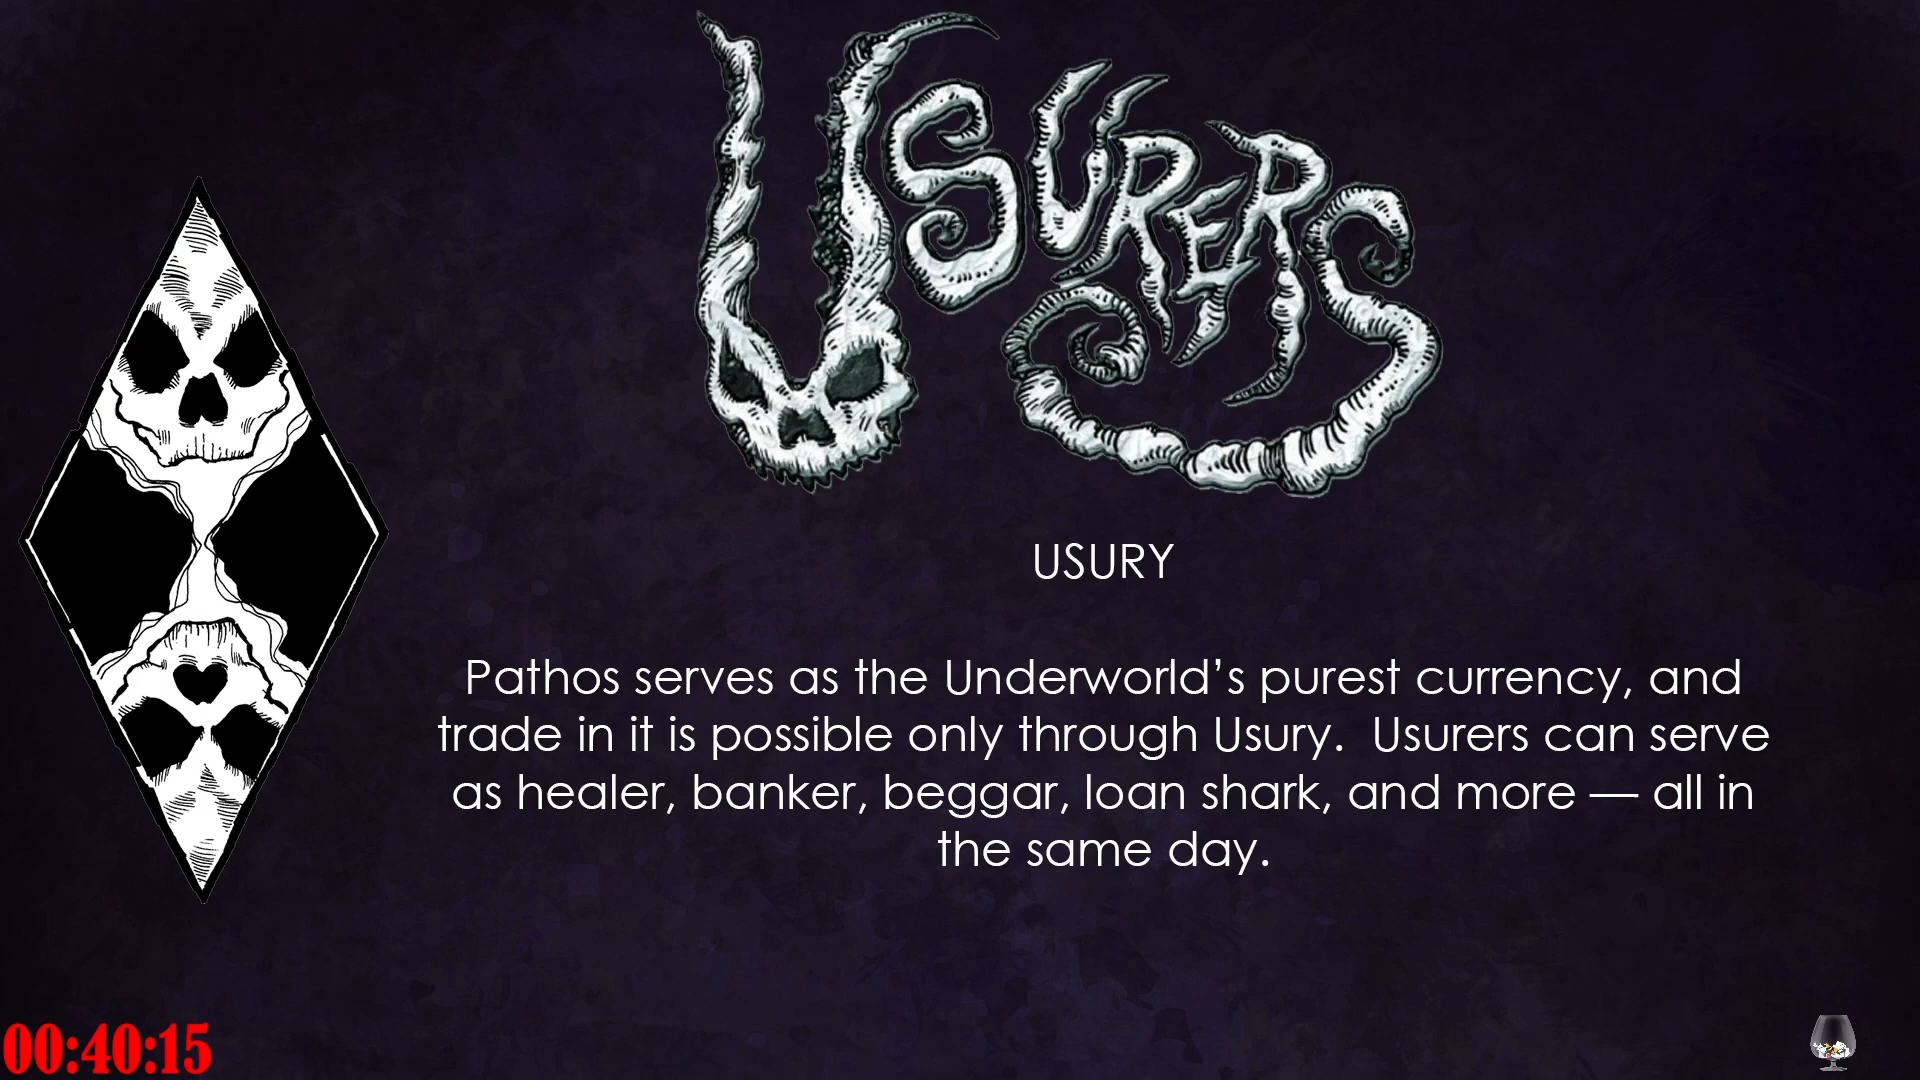 USURERS
USURY
Pathos serves as the Underworld’s purest currency, and
trade in it is possible only through Usury.  Usurers can serve
as healer, banker, beggar, loan shark, and more — all in
the same day.
00:40:15